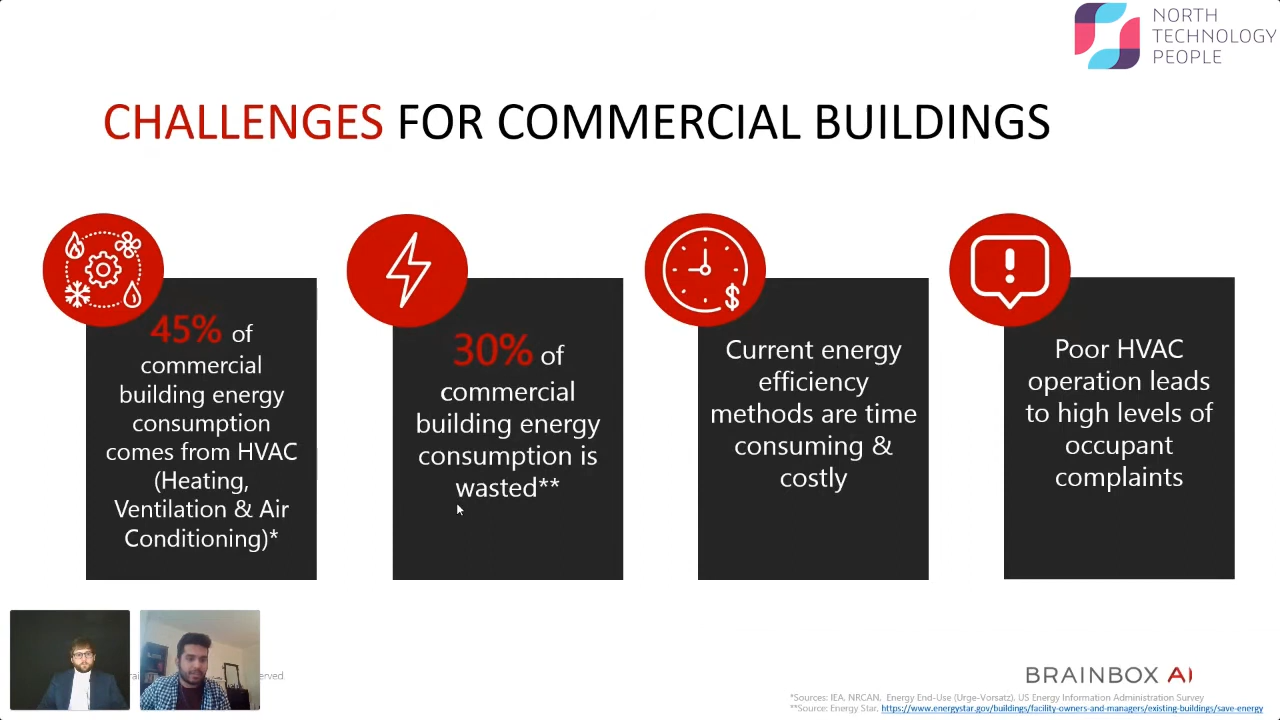 NORTH
TECHNOLOGY
PEOPLE
CHALLENGES FOR COMMERCIAL BUILDINGS
45% of
commercial
building energy
consumption
comes from HVAC
(Heating,
Ventilation & Air
Conditioning)*
30% of
commercial
building energy
consumption is
wasted**
Current energy
efficiency
methods are time
consuming &
costly
Poor HVAC
operation leads
to high levels of
occupant
complaints
BRAINBOX AI
*Sources: IEA, NRCAN, Energy End-Use (Urge-Vorsatz), US Energy Information Administration Survey
**Source: Energy Star, https://www.energystar.gov/buildings/facility-owners-and-managers/existing-buildings/save-energy